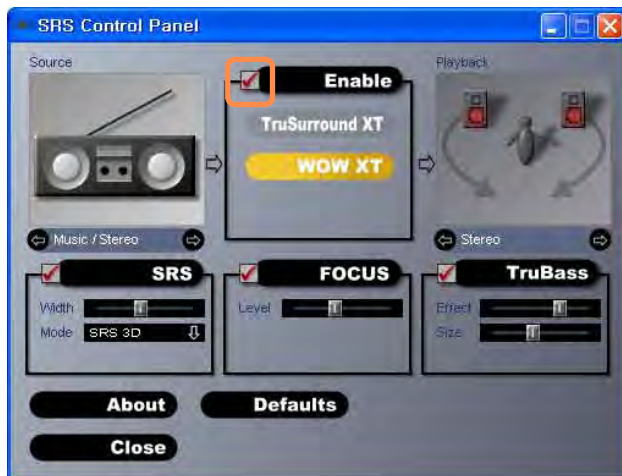 SRS Control Panel
Source
Enable
Playback
TruSurround XT
WOW XT
Music / Stereo
Stereo
SRS
FOCUS
TruBass
Width
Level
Effect
Mode
SRS 3D
Size
About
Defaults
Close